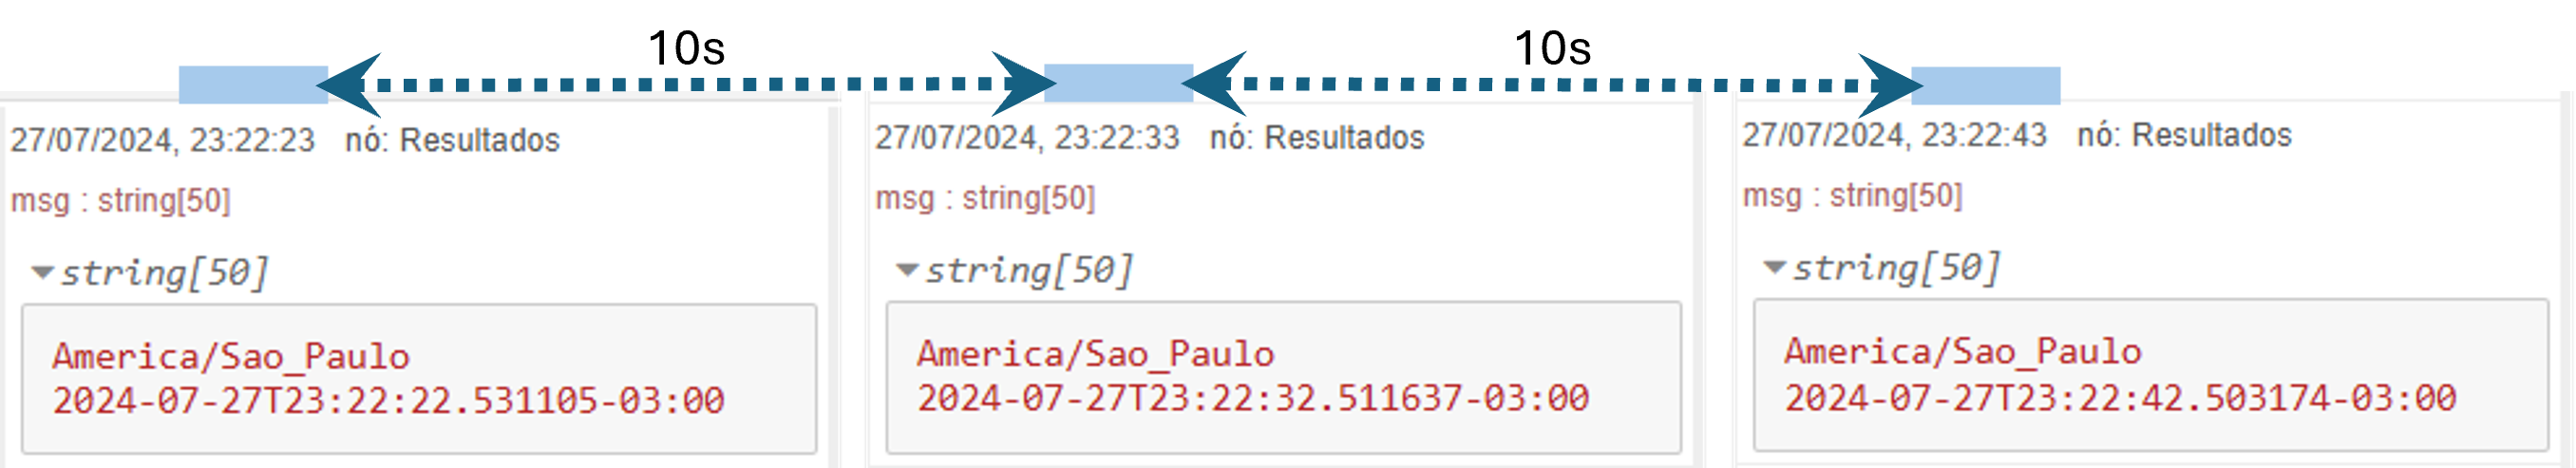 10s
10s
27/07/2024, 23:22:23 nó: Resultados
msg : string[50]
string[50]
America/Sao_Paulo
2024-07-27T23:22:22.531105-03:00
27/07/2024, 23:22:33 nó: Resultados
msg : string[50]
string[50]
America/Sao_Paulo
2024-07-27T23:22:32.511637-03:00
27/07/2024, 23:22:43 nó: Resultados
msg : string[50]
string[50]
America/Sao_Paulo
2024-07-27T23:22:42.503174-03:00